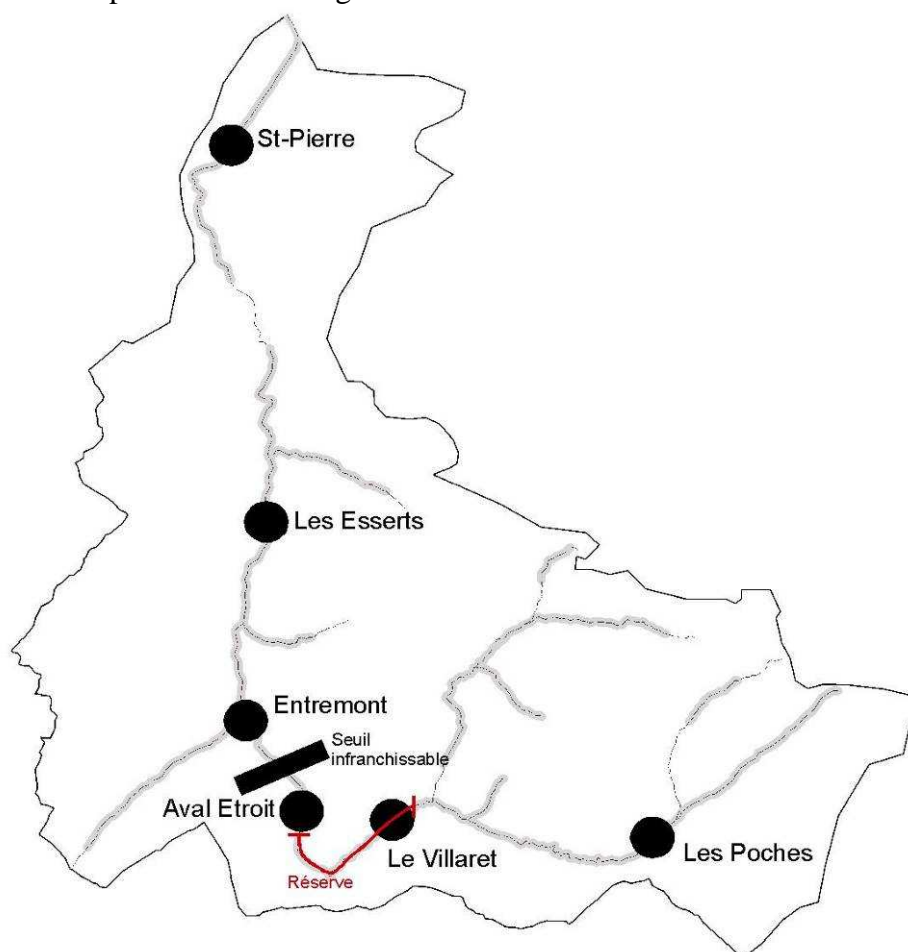 St-Pierre
Les Esserts
Entremont
Seuil
infranchissable
Aval Etroit
Le Villaret
Les Poches
Réserve